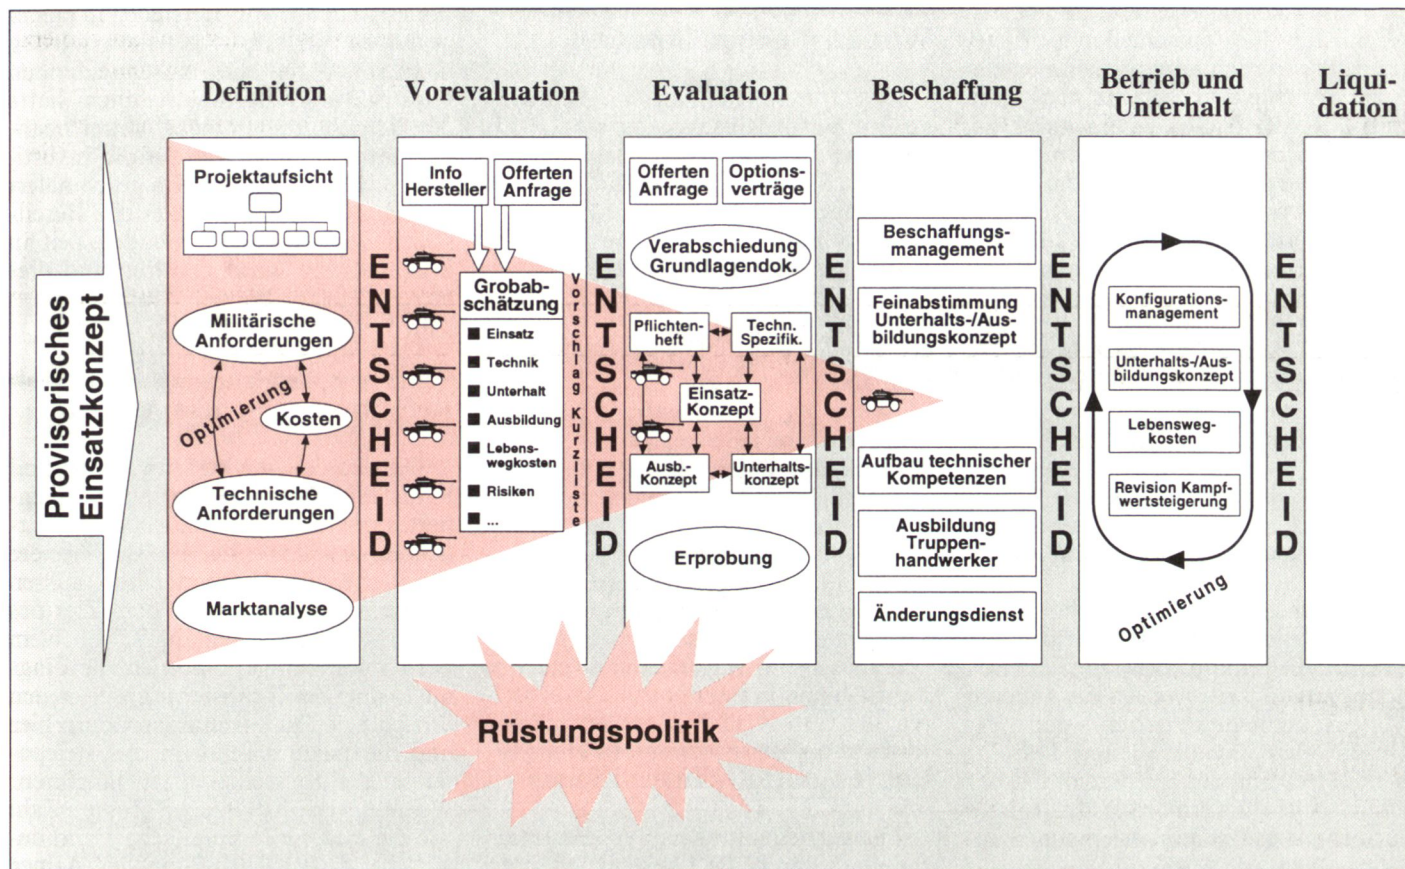 Definition
Vorevaluation
Evaluation
Beschaffung
Betrieb und
Unterhalt
Liqui-
dation
Provisorisches
Einsatzkonzept
Projektaufsicht
Militärische
Anforderungen
Optimierung
Kosten
Technische
Anforderungen
Marktanalyse
ENTSCHEID
Info
Hersteller
Offerten
Anfrage
Grobab-
schätzung
Einsatz
Technik
Unterhalt
Ausbildung
Lebens-
wegkosten
Risiken
...
Vorschlag Kurzliste
ENTSCHEID
Offerten
Anfrage
Options-
verträge
Verabschiedung
Grundlagendok.
Pflichten-
heft
Techn.
Spezifik.
Einsatz-
Konzept
Ausb.-
Konzept
Unterhalts-
konzept
Erprobung
ENTSCHEID
Beschaffungs-
management
Feinabstimmung
Unterhalts-/Aus-
bildungskonzept
Aufbau technischer
Kompetenzen
Ausbildung
Truppen-
handwerker
Änderungsdienst
ENTSCHEID
Konfigurations-
management
Unterhalts-/Aus-
bildungskonzept
Lebensweg-
kosten
Revision Kampf-
wertsteigerung
Optimierung
ENTSCHEID
Rüstungspolitik